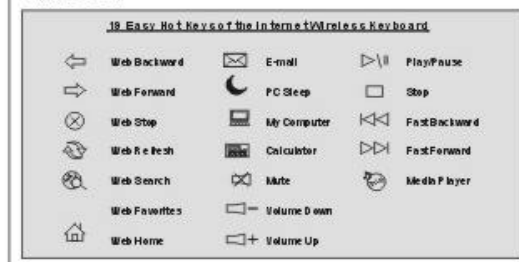 19 Easy Hot Keys of the Internet Wireless Keyboard
Web Backward E-mail Play/Pause
Web Forward PC Sleep Stop
Web Stop My Computer Fast Backward
Web Refresh Calculator Fast Forward
Web Search Mute Media Player
Web Favorites Volume Down
Web Home Volume Up